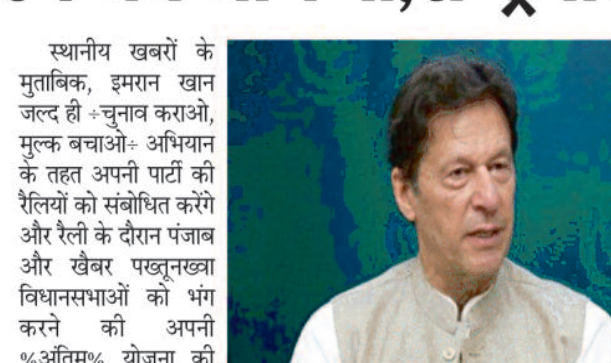 स्थानीय खबरों के
मुताबिक, इमरान खान
जल्द ही ÷चुनाव कराओ,
मुल्क बचाओ÷ अभियान
के तहत अपनी पार्टी की
रैलियों को संबोधित करेंगे
और रैली के दौरान पंजाब
और खैबर पख्तूनख्वा
विधानसभाओं को भंग
करने की अपनी
%अंतिम% योजना की